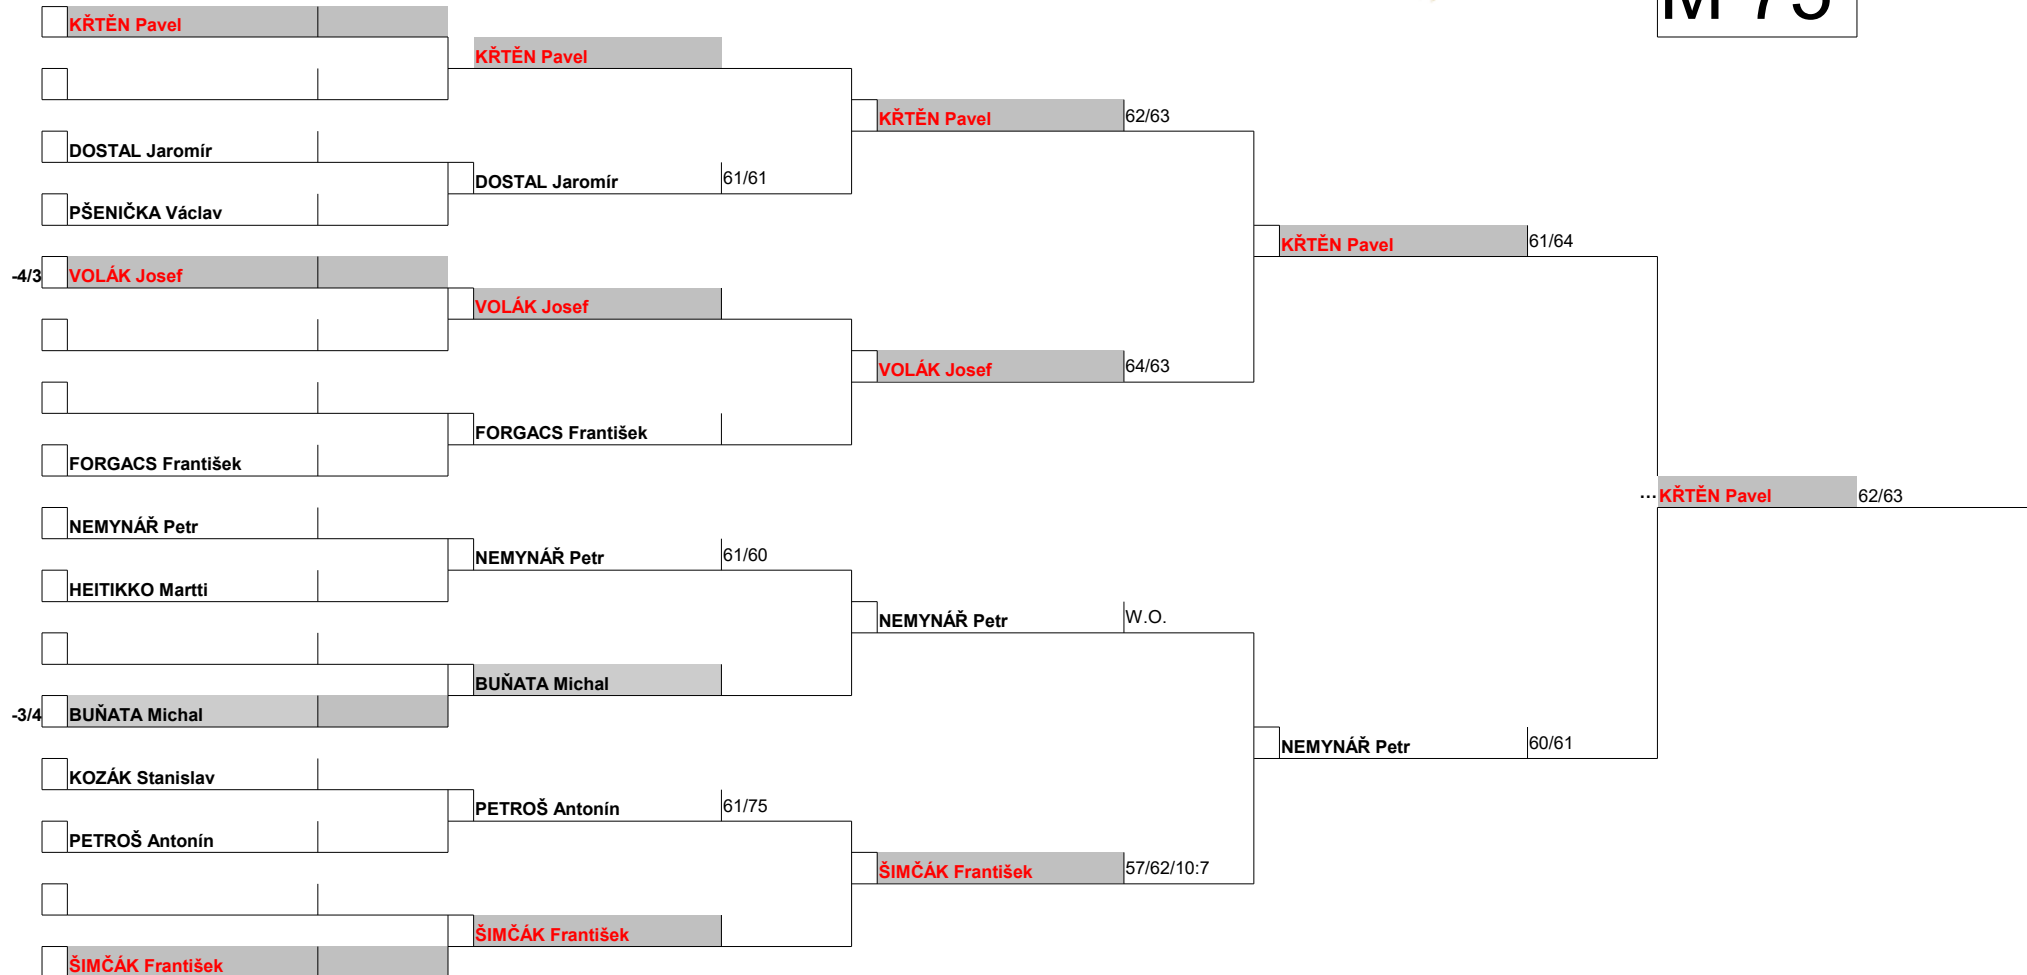 M 75
KŘTĚN Pavel
KŘTĚN Pavel
KŘTĚN Pavel 62/63
DOSTAL Jaromír
DOSTAL Jaromír 61/61
PŠENIČKA Václav
KŘTĚN Pavel 61/64
-4/3 VOLÁK Josef
VOLÁK Josef
VOLÁK Josef 64/63
FORGACS František
FORGACS František
... KŘTĚN Pavel 62/63
NEMYNÁŘ Petr
NEMYNÁŘ Petr 61/60
HEITIKKO Martti
NEMYNÁŘ Petr W.O.
BUŇATA Michal
-3/4 BUŇATA Michal
NEMYNÁŘ Petr 60/61
KOZÁK Stanislav
PETROŠ Antonín 61/75
PETROŠ Antonín
ŠIMČÁK František 57/62/10:7
ŠIMČÁK František
ŠIMČÁK František